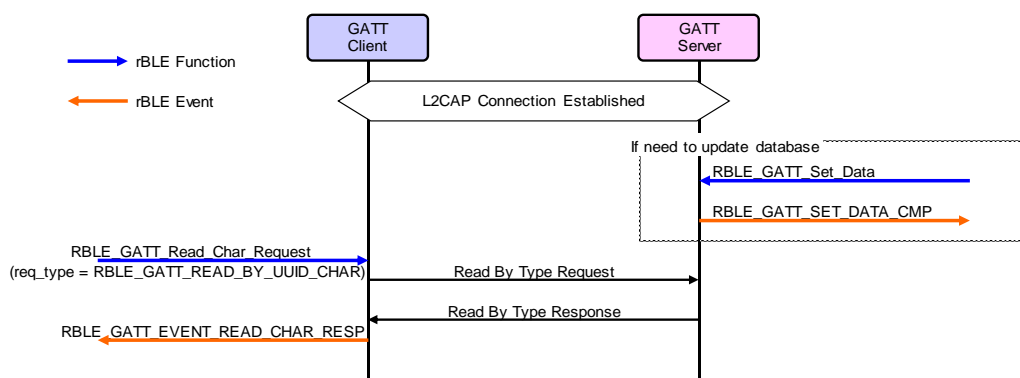 GATT
Client
GATT
Server
rBLE Function
rBLE Event
L2CAP Connection Established
If need to update database
RBLE_GATT_Set_Data
RBLE_GATT_SET_DATA_CMP
RBLE_GATT_Read_Char_Request
(req_type = RBLE_GATT_READ_BY_UUID_CHAR)
Read By Type Request
Read By Type Response
RBLE_GATT_EVENT_READ_CHAR_RESP